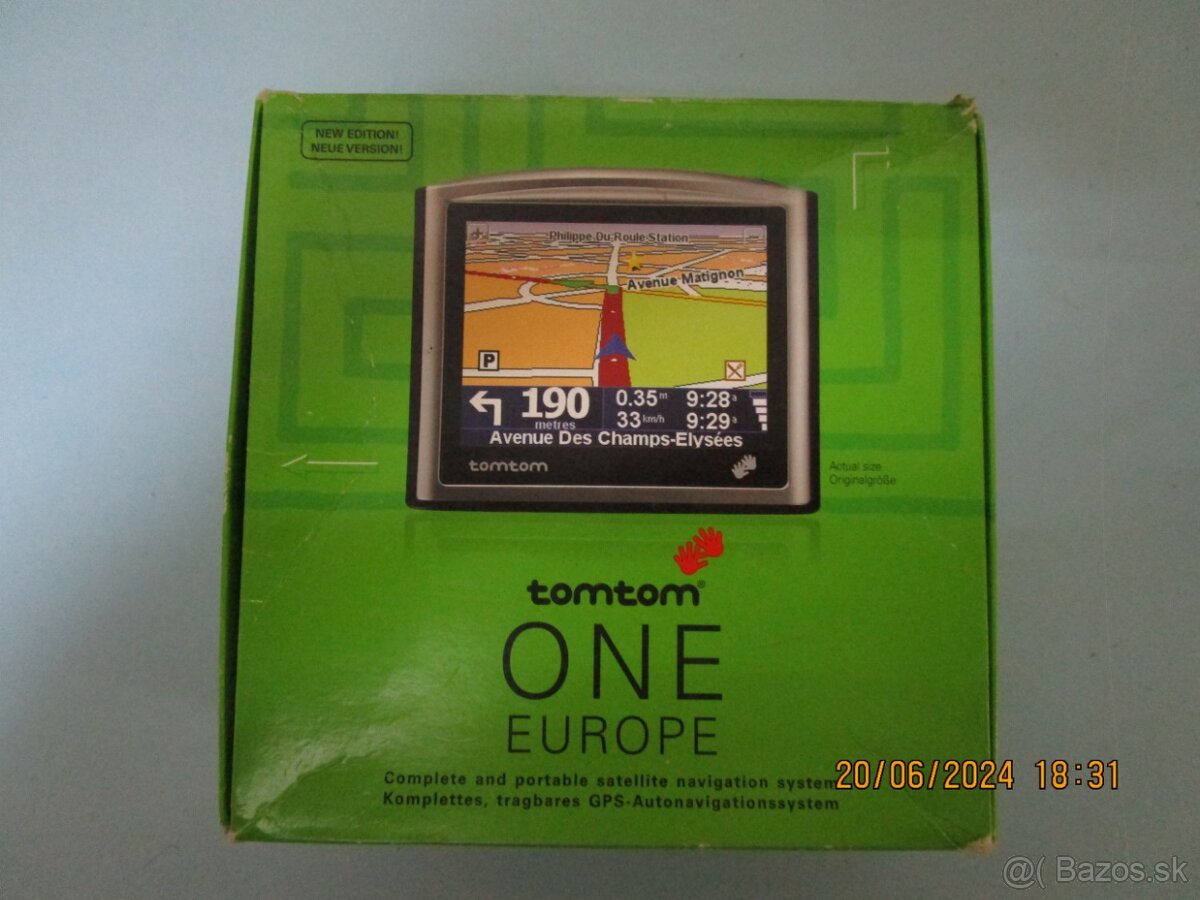 NEW EDITION!
NEUE VERSION!
Philippe Du Roule Station
Avenue Matignon
P
190
metres
0.35m
33km/h
9:28a
9:29a
Avenue Des Champs-Elysées
tomtom
Actual size
Originalgröße
tomtom®
ONE
EUROPE
Complete and portable satellite navigation system
Komplettes, tragbares GPS-Autonavigationssystem
20/06/2024 18:31
@( Bazos.sk